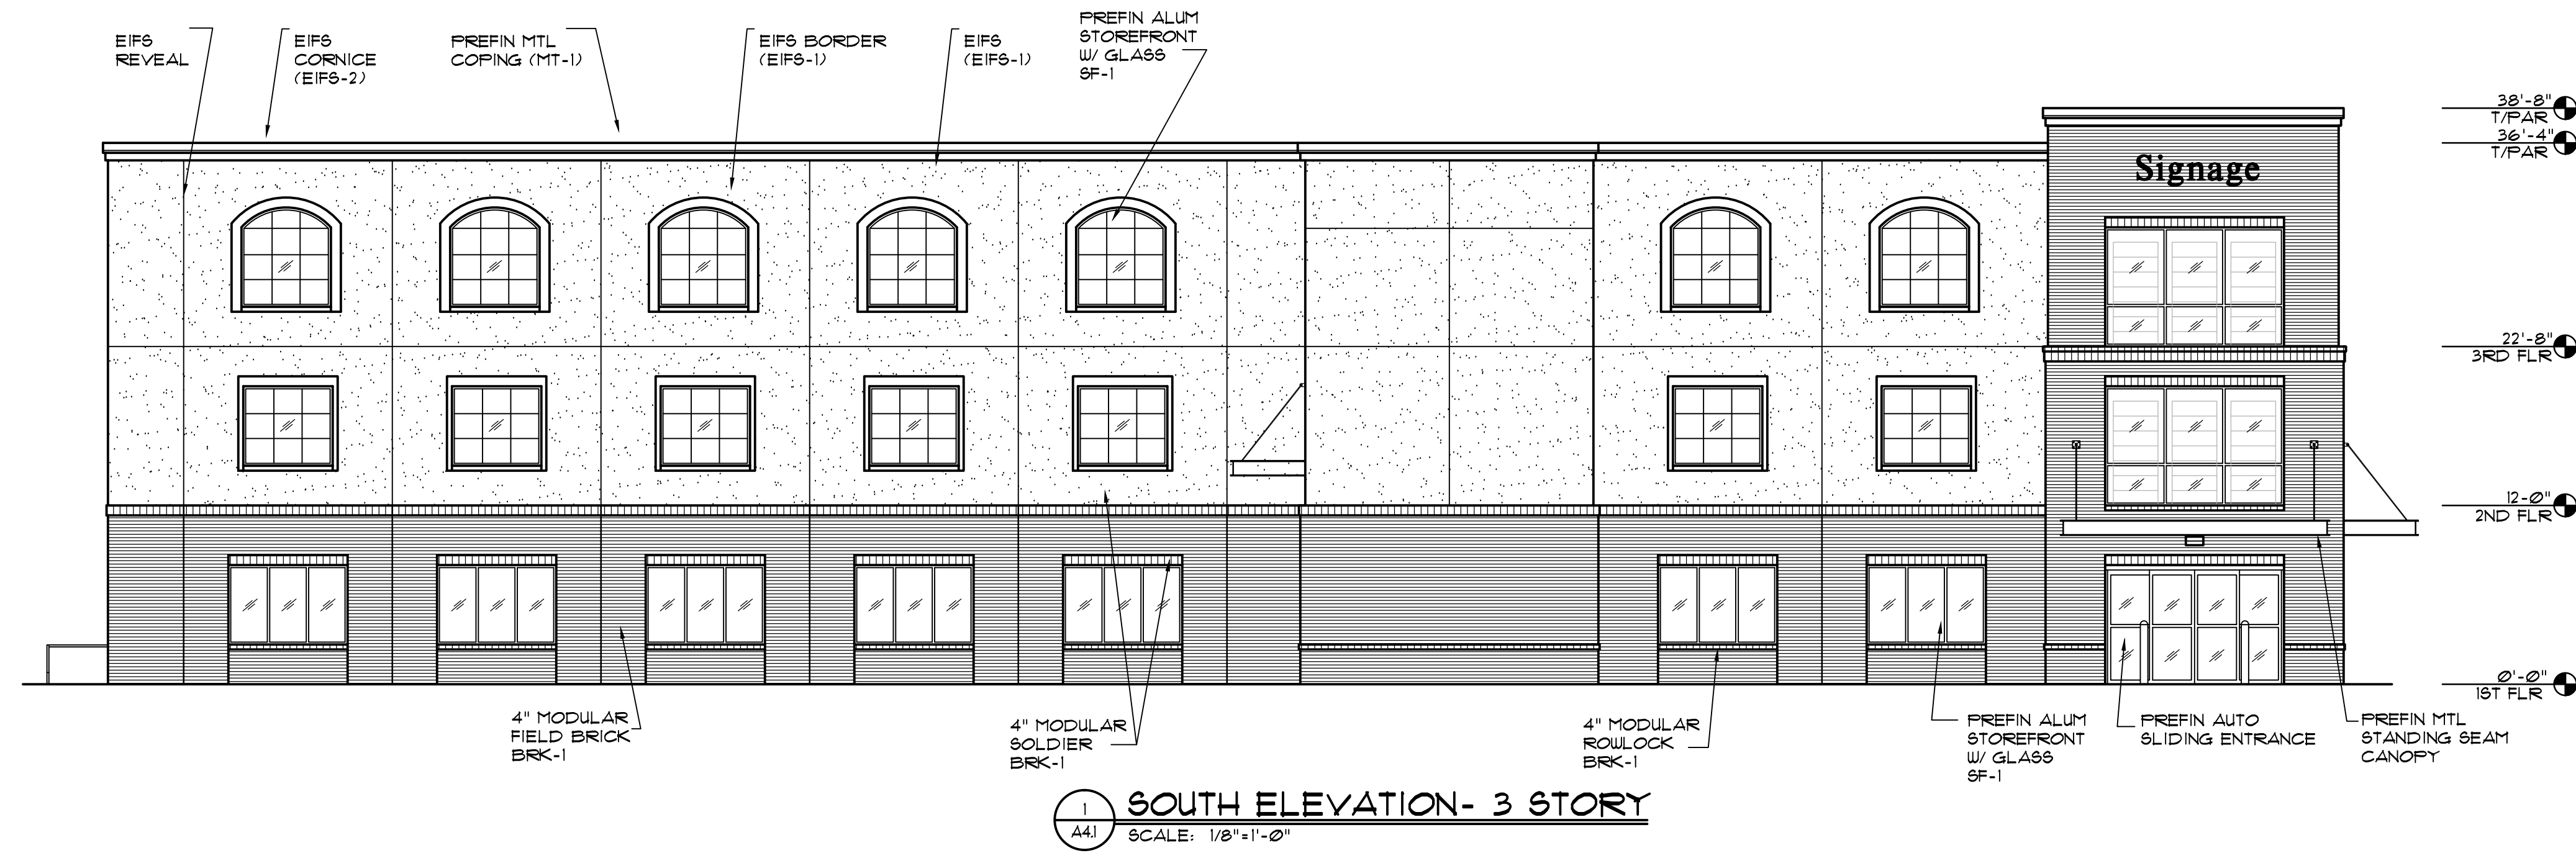 EIFS
REVEAL
EIFS
CORNICE
(EIFS-2)
PREFIN MTL
COPING (MT-1)
EIFS BORDER
(EIFS-1)
EIFS
(EIFS-1)
PREFIN ALUM
STOREFRONT
W/ GLASS
SF-1
38'-8"
T/PAR
36'-4"
T/PAR
Signage
22'-8"
3RD FLR
12-0"
2ND FLR
0'-0"
1ST FLR
4" MODULAR
FIELD BRICK
BRK-1
4" MODULAR
SOLDIER
BRK-1
4" MODULAR
ROWLOCK
BRK-1
PREFIN ALUM
STOREFRONT
W/ GLASS
SF-1
PREFIN AUTO
SLIDING ENTRANCE
PREFIN MTL
STANDING SEAM
CANOPY
1
A4.1
SOUTH ELEVATION- 3 STORY
SCALE: 1/8"=1'-0"